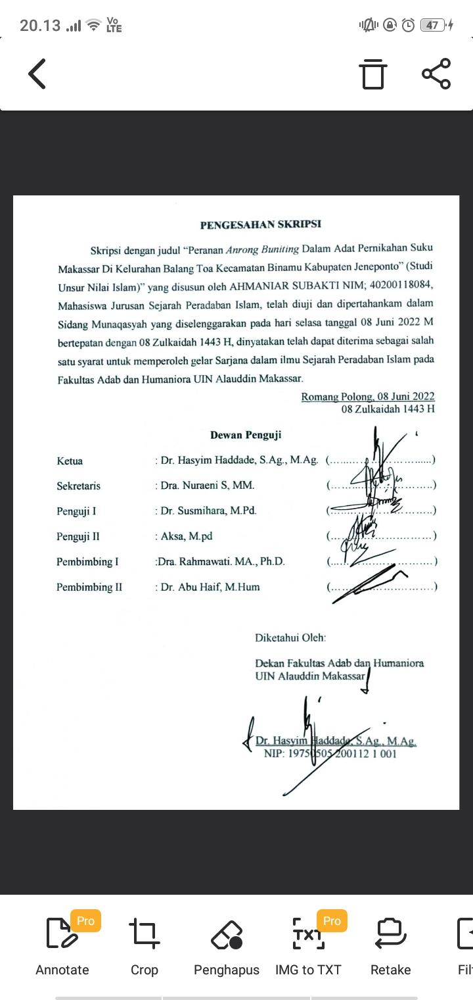 20.13 Vo LTE 47
PENGESAHAN SKRIPSI
Skripsi dengan judul “Peranan Anrong Buniting Dalam Adat Pernikahan Suku
Makassar Di Kelurahan Balang Toa Kecamatan Binamu Kabupaten Jeneponto” (Studi
Unsur Nilai Islam)” yang disusun oleh AHMANIAR SUBAKTI NIM; 40200118084,
Mahasiswa Jurusan Sejarah Peradaban Islam, telah diuji dan dipertahankam dalam
Sidang Munaqasyah yang diselenggarakan pada hari selasa tanggal 08 Juni 2022 M
bertepatan dengan 08 Zulkaidah 1443 H, dinyatakan telah dapat diterima sebagai salah
satu syarat untuk memperoleh gelar Sarjana dalam ilmu Sejarah Peradaban Islam pada
Fakultas Adab dan Humaniora UIN Alauddin Makassar.
Romang Polong, 08 Juni 2022
08 Zulkaidah 1443 H
Dewan Penguji
Ketua : Dr. Hasyim Haddade, S.Ag., M.Ag. (..............................)
Sekretaris : Dra. Nuraeni S, MM. (..............................)
Penguji I : Dr. Susmihara, M.Pd. (..............................)
Penguji II : Aksa, M.pd (..............................)
Pembimbing I :Dra. Rahmawati. MA., Ph.D. (..............................)
Pembimbing II : Dr. Abu Haif, M.Hum (..............................)
Diketahui Oleh:
Dekan Fakultas Adab dan Humaniora
UIN Alauddin Makassar
Dr. Hasyim Haddade, S.Ag., M.Ag.
NIP: 19750505 200112 1 001
Pro Pro
Annotate Crop Penghapus IMG to TXT Retake Fil